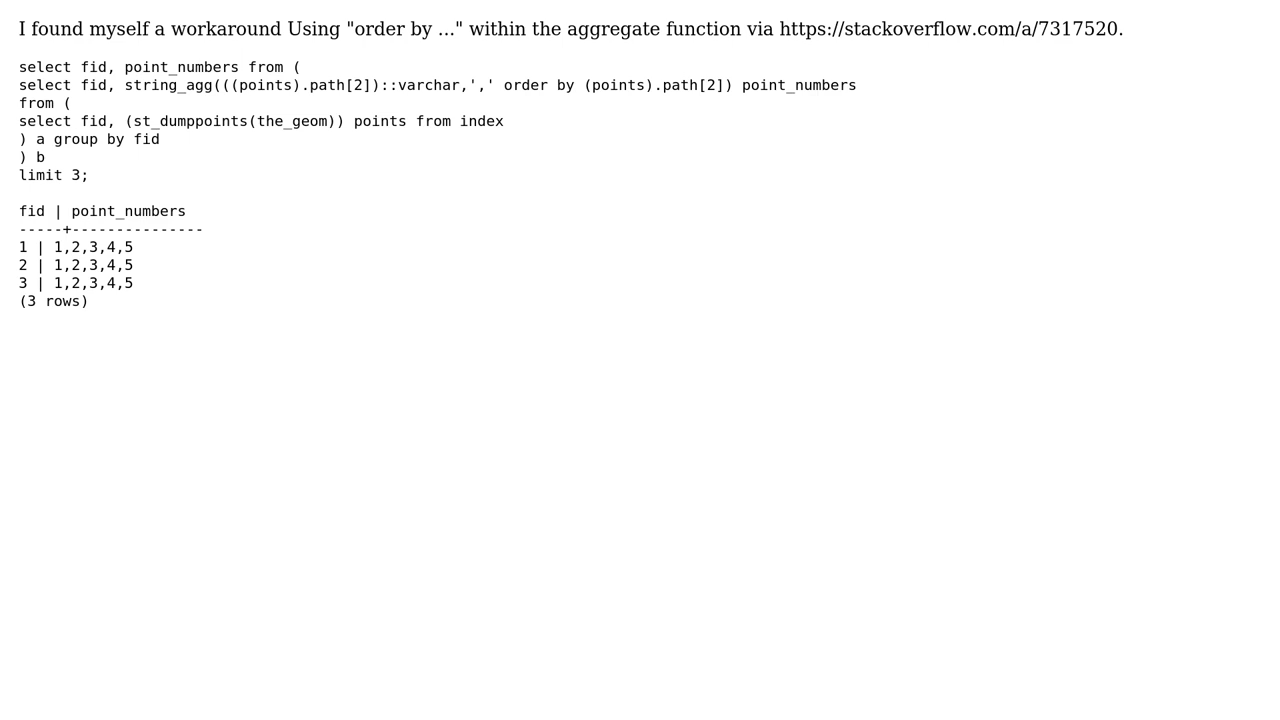 I found myself a workaround Using "order by ..." within the aggregate function via https://stackoverflow.com/a/7317520.
select fid, point_numbers from (
select fid, string_agg(((points).path[2])::varchar,',' order by (points).path[2]) point_numbers
from (
select fid, (st_dumppoints(the_geom)) points from index
) a group by fid
) b
limit 3;
fid | point_numbers
-----+---------------
1 | 1,2,3,4,5
2 | 1,2,3,4,5
3 | 1,2,3,4,5
(3 rows)